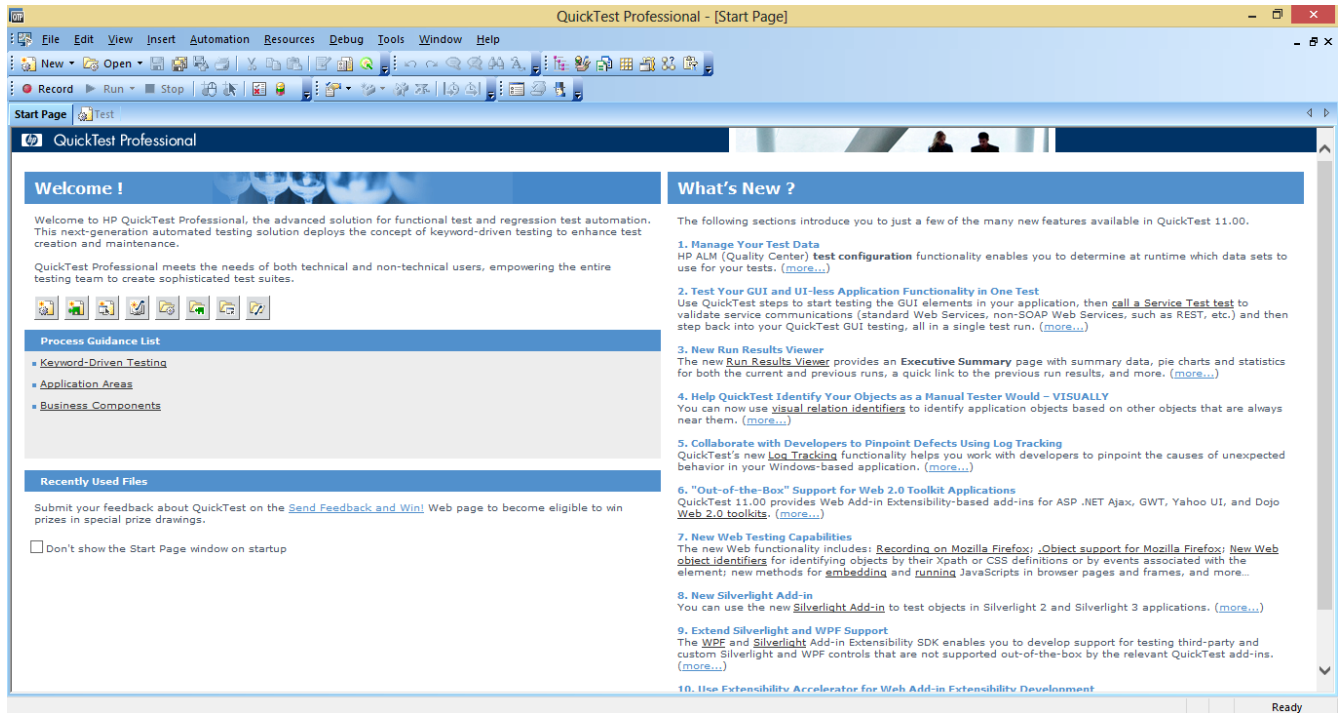 QTP
QuickTest Professional - [Start Page]
File Edit View Insert Automation Resources Debug Tools Window Help
New Open
Record Run Stop
Start Page Test
hp QuickTest Professional
Welcome !
Welcome to HP QuickTest Professional, the advanced solution for functional test and regression test automation.
This next-generation automated testing solution deploys the concept of keyword-driven testing to enhance test
creation and maintenance.
QuickTest Professional meets the needs of both technical and non-technical users, empowering the entire
testing team to create sophisticated test suites.
Process Guidance List
Keyword-Driven Testing
Application Areas
Business Components
Recently Used Files
Submit your feedback about QuickTest on the Send Feedback and Win! Web page to become eligible to win
prizes in special prize drawings.
Don't show the Start Page window on startup
What's New ?
The following sections introduce you to just a few of the many new features available in QuickTest 11.00.
1. Manage Your Test Data
HP ALM (Quality Center) test configuration functionality enables you to determine at runtime which data sets to
use for your tests. (more...)
2. Test Your GUI and UI-less Application Functionality in One Test
Use QuickTest steps to start testing the GUI elements in your application, then call a Service Test test to
validate service communications (standard Web Services, non-SOAP Web Services, such as REST, etc.) and then
step back into your QuickTest GUI testing, all in a single test run. (more...)
3. New Run Results Viewer
The new Run Results Viewer provides an Executive Summary page with summary data, pie charts and statistics
for both the current and previous runs, a quick link to the previous run results, and more. (more...)
4. Help QuickTest Identify Your Objects as a Manual Tester Would – VISUALLY
You can now use visual relation identifiers to identify application objects based on other objects that are always
near them. (more...)
5. Collaborate with Developers to Pinpoint Defects Using Log Tracking
QuickTest's new Log Tracking functionality helps you work with developers to pinpoint the causes of unexpected
behavior in your Windows-based application. (more...)
6. "Out-of-the-Box" Support for Web 2.0 Toolkit Applications
QuickTest 11.00 provides Web Add-in Extensibility-based add-ins for ASP .NET Ajax, GWT, Yahoo UI, and Dojo
Web 2.0 toolkits. (more...)
7. New Web Testing Capabilities
The new Web functionality includes: Recording on Mozilla Firefox; .Object support for Mozilla Firefox; New Web
object identifiers for identifying objects by their Xpath or CSS definitions or by events associated with the
element; new methods for embedding and running JavaScripts in browser pages and frames, and more...
8. New Silverlight Add-in
You can use the new Silverlight Add-in to test objects in Silverlight 2 and Silverlight 3 applications. (more...)
9. Extend Silverlight and WPF Support
The WPF and Silverlight Add-in Extensibility SDK enables you to develop support for testing third-party and
custom Silverlight and WPF controls that are not supported out-of-the-box by the relevant QuickTest add-ins.
(more...)
10. Use Extensibility Accelerator for Web Add-in Extensibility Development
Ready